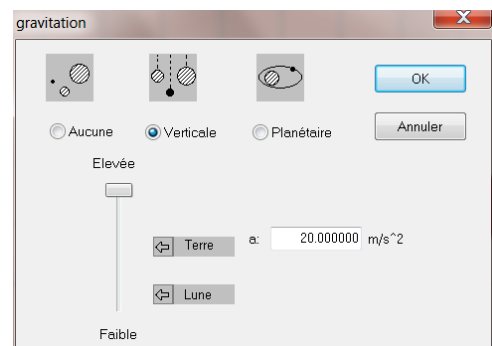 gravitation
OK
Aucune Verticale Planétaire Annuler
Elevée
Terre a: 20.000000 m/s^2
Lune
Faible